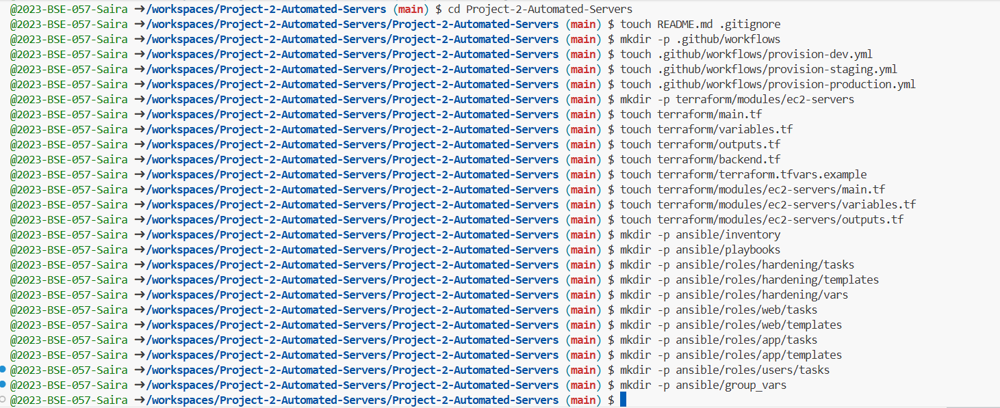 @2023-BSE-057-Saira →/workspaces/Project-2-Automated-Servers (main) $ cd Project-2-Automated-Servers
@2023-BSE-057-Saira →/workspaces/Project-2-Automated-Servers/Project-2-Automated-Servers (main) $ touch README.md .gitignore
@2023-BSE-057-Saira →/workspaces/Project-2-Automated-Servers/Project-2-Automated-Servers (main) $ mkdir -p .github/workflows
@2023-BSE-057-Saira →/workspaces/Project-2-Automated-Servers/Project-2-Automated-Servers (main) $ touch .github/workflows/provision-dev.yml
@2023-BSE-057-Saira →/workspaces/Project-2-Automated-Servers/Project-2-Automated-Servers (main) $ touch .github/workflows/provision-staging.yml
@2023-BSE-057-Saira →/workspaces/Project-2-Automated-Servers/Project-2-Automated-Servers (main) $ touch .github/workflows/provision-production.yml
@2023-BSE-057-Saira →/workspaces/Project-2-Automated-Servers/Project-2-Automated-Servers (main) $ mkdir -p terraform/modules/ec2-servers
@2023-BSE-057-Saira →/workspaces/Project-2-Automated-Servers/Project-2-Automated-Servers (main) $ touch terraform/main.tf
@2023-BSE-057-Saira →/workspaces/Project-2-Automated-Servers/Project-2-Automated-Servers (main) $ touch terraform/variables.tf
@2023-BSE-057-Saira →/workspaces/Project-2-Automated-Servers/Project-2-Automated-Servers (main) $ touch terraform/outputs.tf
@2023-BSE-057-Saira →/workspaces/Project-2-Automated-Servers/Project-2-Automated-Servers (main) $ touch terraform/backend.tf
@2023-BSE-057-Saira →/workspaces/Project-2-Automated-Servers/Project-2-Automated-Servers (main) $ touch terraform/terraform.tfvars.example
@2023-BSE-057-Saira →/workspaces/Project-2-Automated-Servers/Project-2-Automated-Servers (main) $ touch terraform/modules/ec2-servers/main.tf
@2023-BSE-057-Saira →/workspaces/Project-2-Automated-Servers/Project-2-Automated-Servers (main) $ touch terraform/modules/ec2-servers/variables.tf
@2023-BSE-057-Saira →/workspaces/Project-2-Automated-Servers/Project-2-Automated-Servers (main) $ touch terraform/modules/ec2-servers/outputs.tf
@2023-BSE-057-Saira →/workspaces/Project-2-Automated-Servers/Project-2-Automated-Servers (main) $ mkdir -p ansible/inventory
@2023-BSE-057-Saira →/workspaces/Project-2-Automated-Servers/Project-2-Automated-Servers (main) $ mkdir -p ansible/playbooks
@2023-BSE-057-Saira →/workspaces/Project-2-Automated-Servers/Project-2-Automated-Servers (main) $ mkdir -p ansible/roles/hardening/tasks
@2023-BSE-057-Saira →/workspaces/Project-2-Automated-Servers/Project-2-Automated-Servers (main) $ mkdir -p ansible/roles/hardening/templates
@2023-BSE-057-Saira →/workspaces/Project-2-Automated-Servers/Project-2-Automated-Servers (main) $ mkdir -p ansible/roles/hardening/vars
@2023-BSE-057-Saira →/workspaces/Project-2-Automated-Servers/Project-2-Automated-Servers (main) $ mkdir -p ansible/roles/web/tasks
@2023-BSE-057-Saira →/workspaces/Project-2-Automated-Servers/Project-2-Automated-Servers (main) $ mkdir -p ansible/roles/web/templates
@2023-BSE-057-Saira →/workspaces/Project-2-Automated-Servers/Project-2-Automated-Servers (main) $ mkdir -p ansible/roles/app/tasks
@2023-BSE-057-Saira →/workspaces/Project-2-Automated-Servers/Project-2-Automated-Servers (main) $ mkdir -p ansible/roles/app/templates
@2023-BSE-057-Saira →/workspaces/Project-2-Automated-Servers/Project-2-Automated-Servers (main) $ mkdir -p ansible/roles/users/tasks
@2023-BSE-057-Saira →/workspaces/Project-2-Automated-Servers/Project-2-Automated-Servers (main) $ mkdir -p ansible/group_vars
@2023-BSE-057-Saira →/workspaces/Project-2-Automated-Servers/Project-2-Automated-Servers (main) $